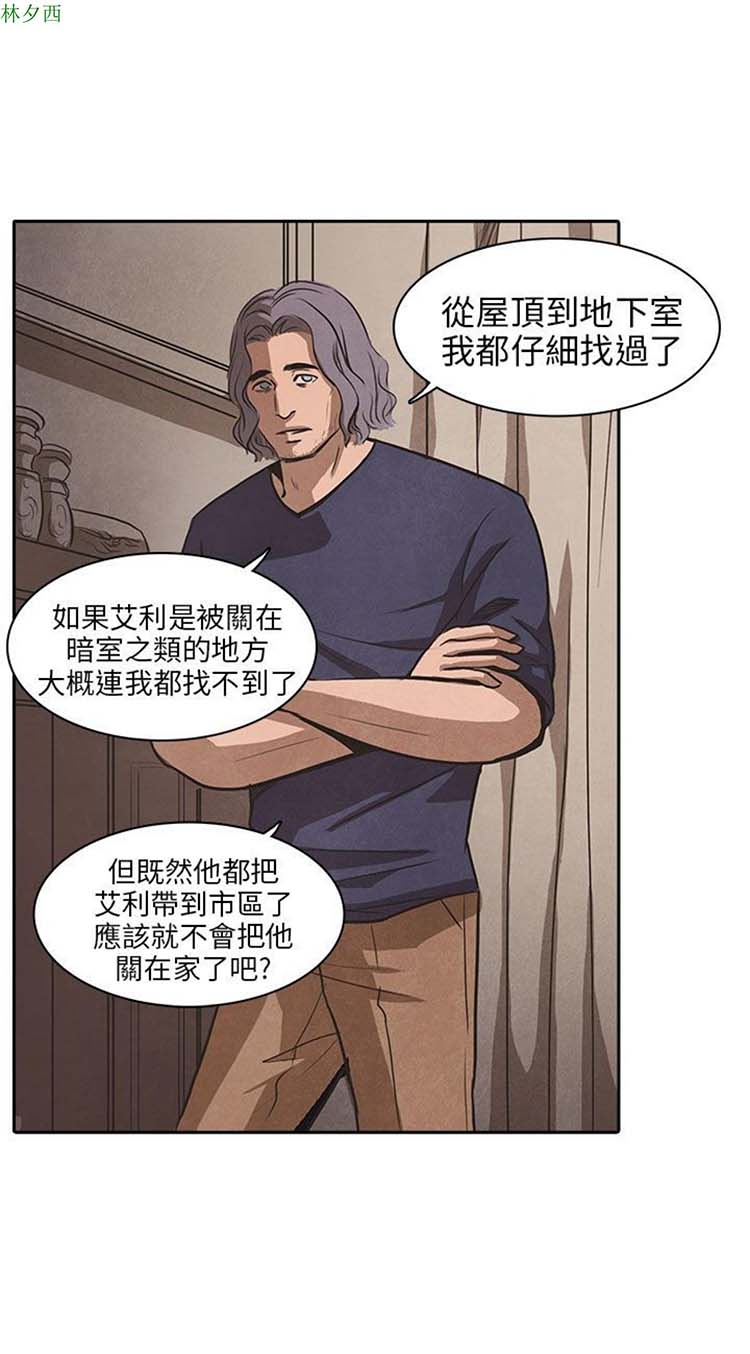 林夕西
從屋頂到地下室
我都仔細找過了
如果艾利是被關在
暗室之類的地方
大概連我都找不到了
但既然他都把
艾利帶到市區了
應該就不會把他
關在家了吧?